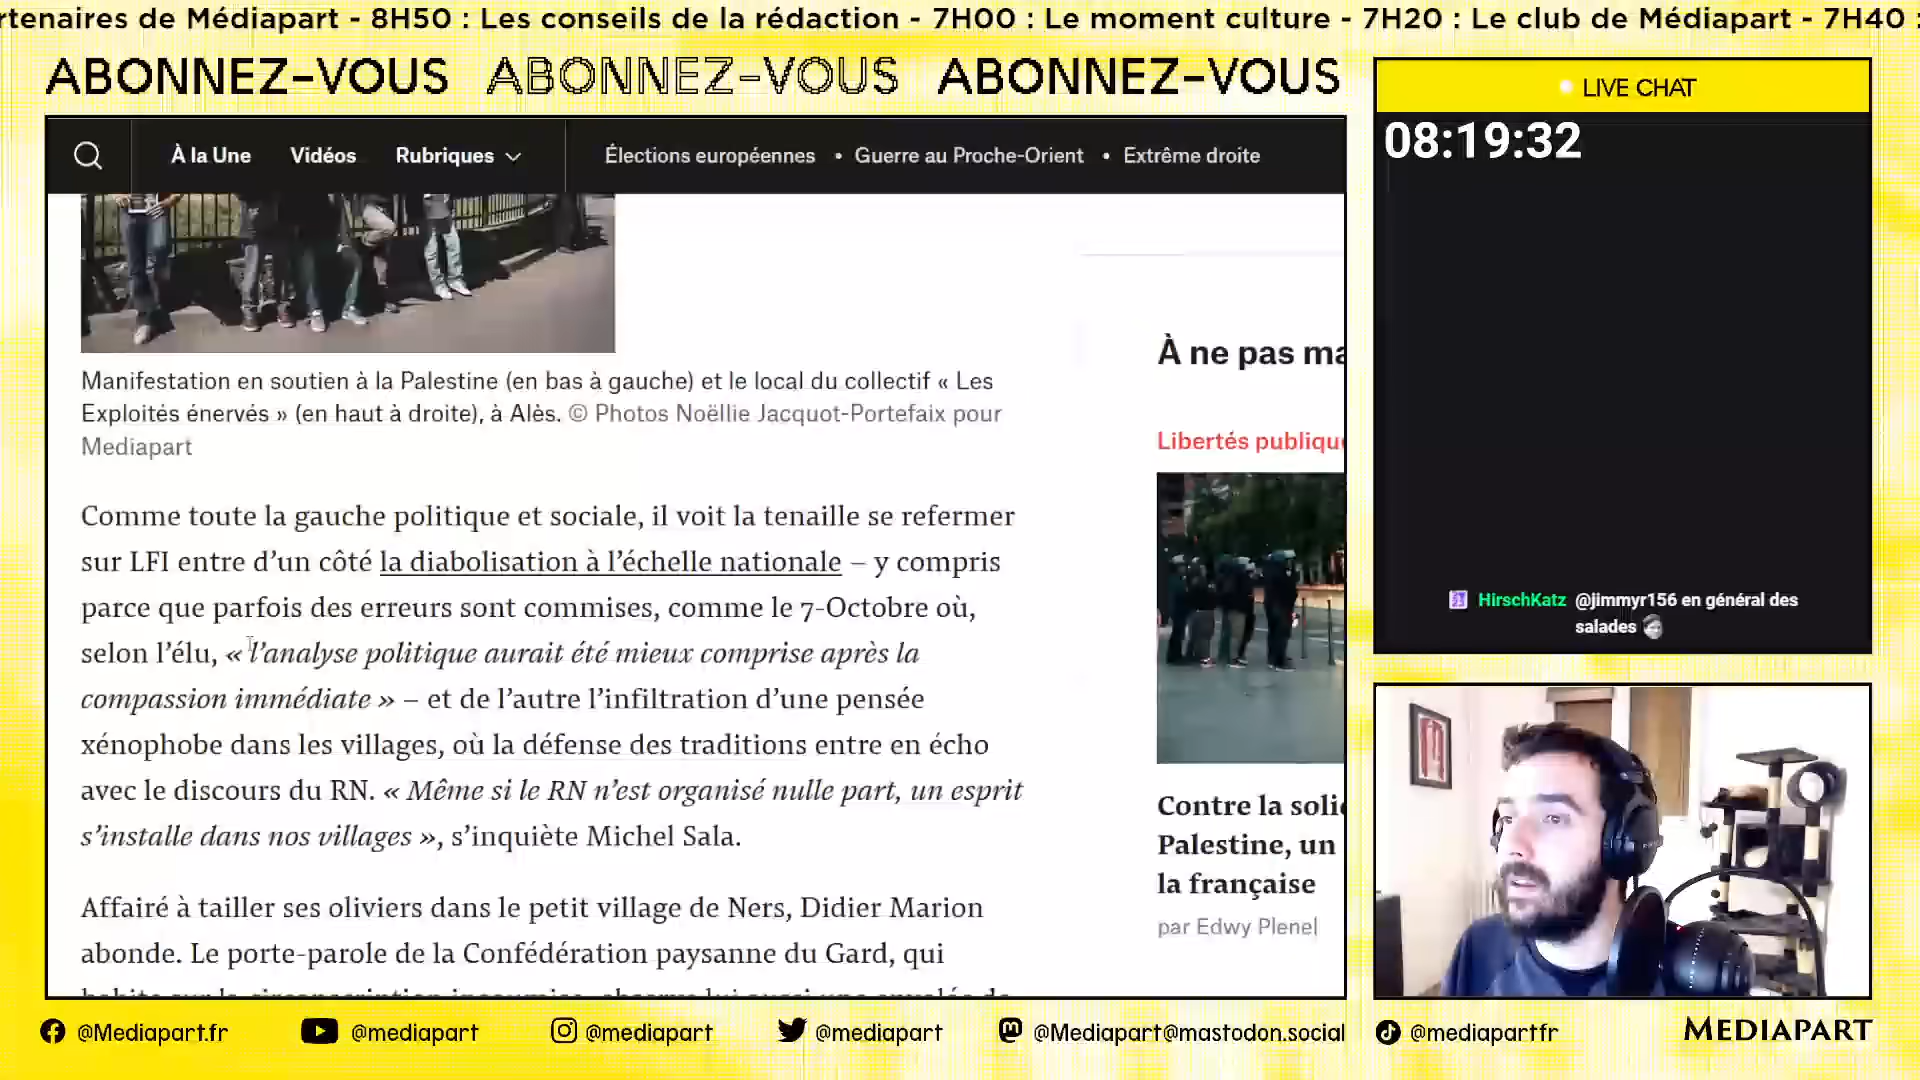 rtenaires de Médiapart - 8H50 : Les conseils de la rédaction - 7H00 : Le moment culture - 7H20 : Le club de Médiapart - 7H40 :
ABONNEZ-VOUS ABONNEZ-VOUS ABONNEZ-VOUS
LIVE CHAT
08:19:32
À la Une Vidéos Rubriques Élections européennes • Guerre au Proche-Orient • Extrême droite
Manifestation en soutien à la Palestine (en bas à gauche) et le local du collectif « Les
Exploités énervés » (en haut à droite), à Alès. © Photos Noëllie Jacquot-Portefaix pour
Mediapart
Comme toute la gauche politique et sociale, il voit la tenaille se refermer
sur LFI entre d’un côté la diabolisation à l’échelle nationale – y compris
parce que parfois des erreurs sont commises, comme le 7-Octobre où,
selon l’élu, « l’analyse politique aurait été mieux comprise après la
compassion immédiate » – et de l’autre l’infiltration d’une pensée
xénophobe dans les villages, où la défense des traditions entre en écho
avec le discours du RN. « Même si le RN n’est organisé nulle part, un esprit
s’installe dans nos villages », s’inquiète Michel Sala.
Affairé à tailler ses oliviers dans le petit village de Ners, Didier Marion
abonde. Le porte-parole de la Confédération paysanne du Gard, qui
À ne pas ma
Libertés publiqu
Contre la soli
Palestine, un
la française
par Edwy Plenel
HirschKatz @jimmyr156 en général des
salades
@Mediapart.fr @mediapart @mediapart @mediapart @Mediapart@mastodon.social @mediapartfr MEDIAPART